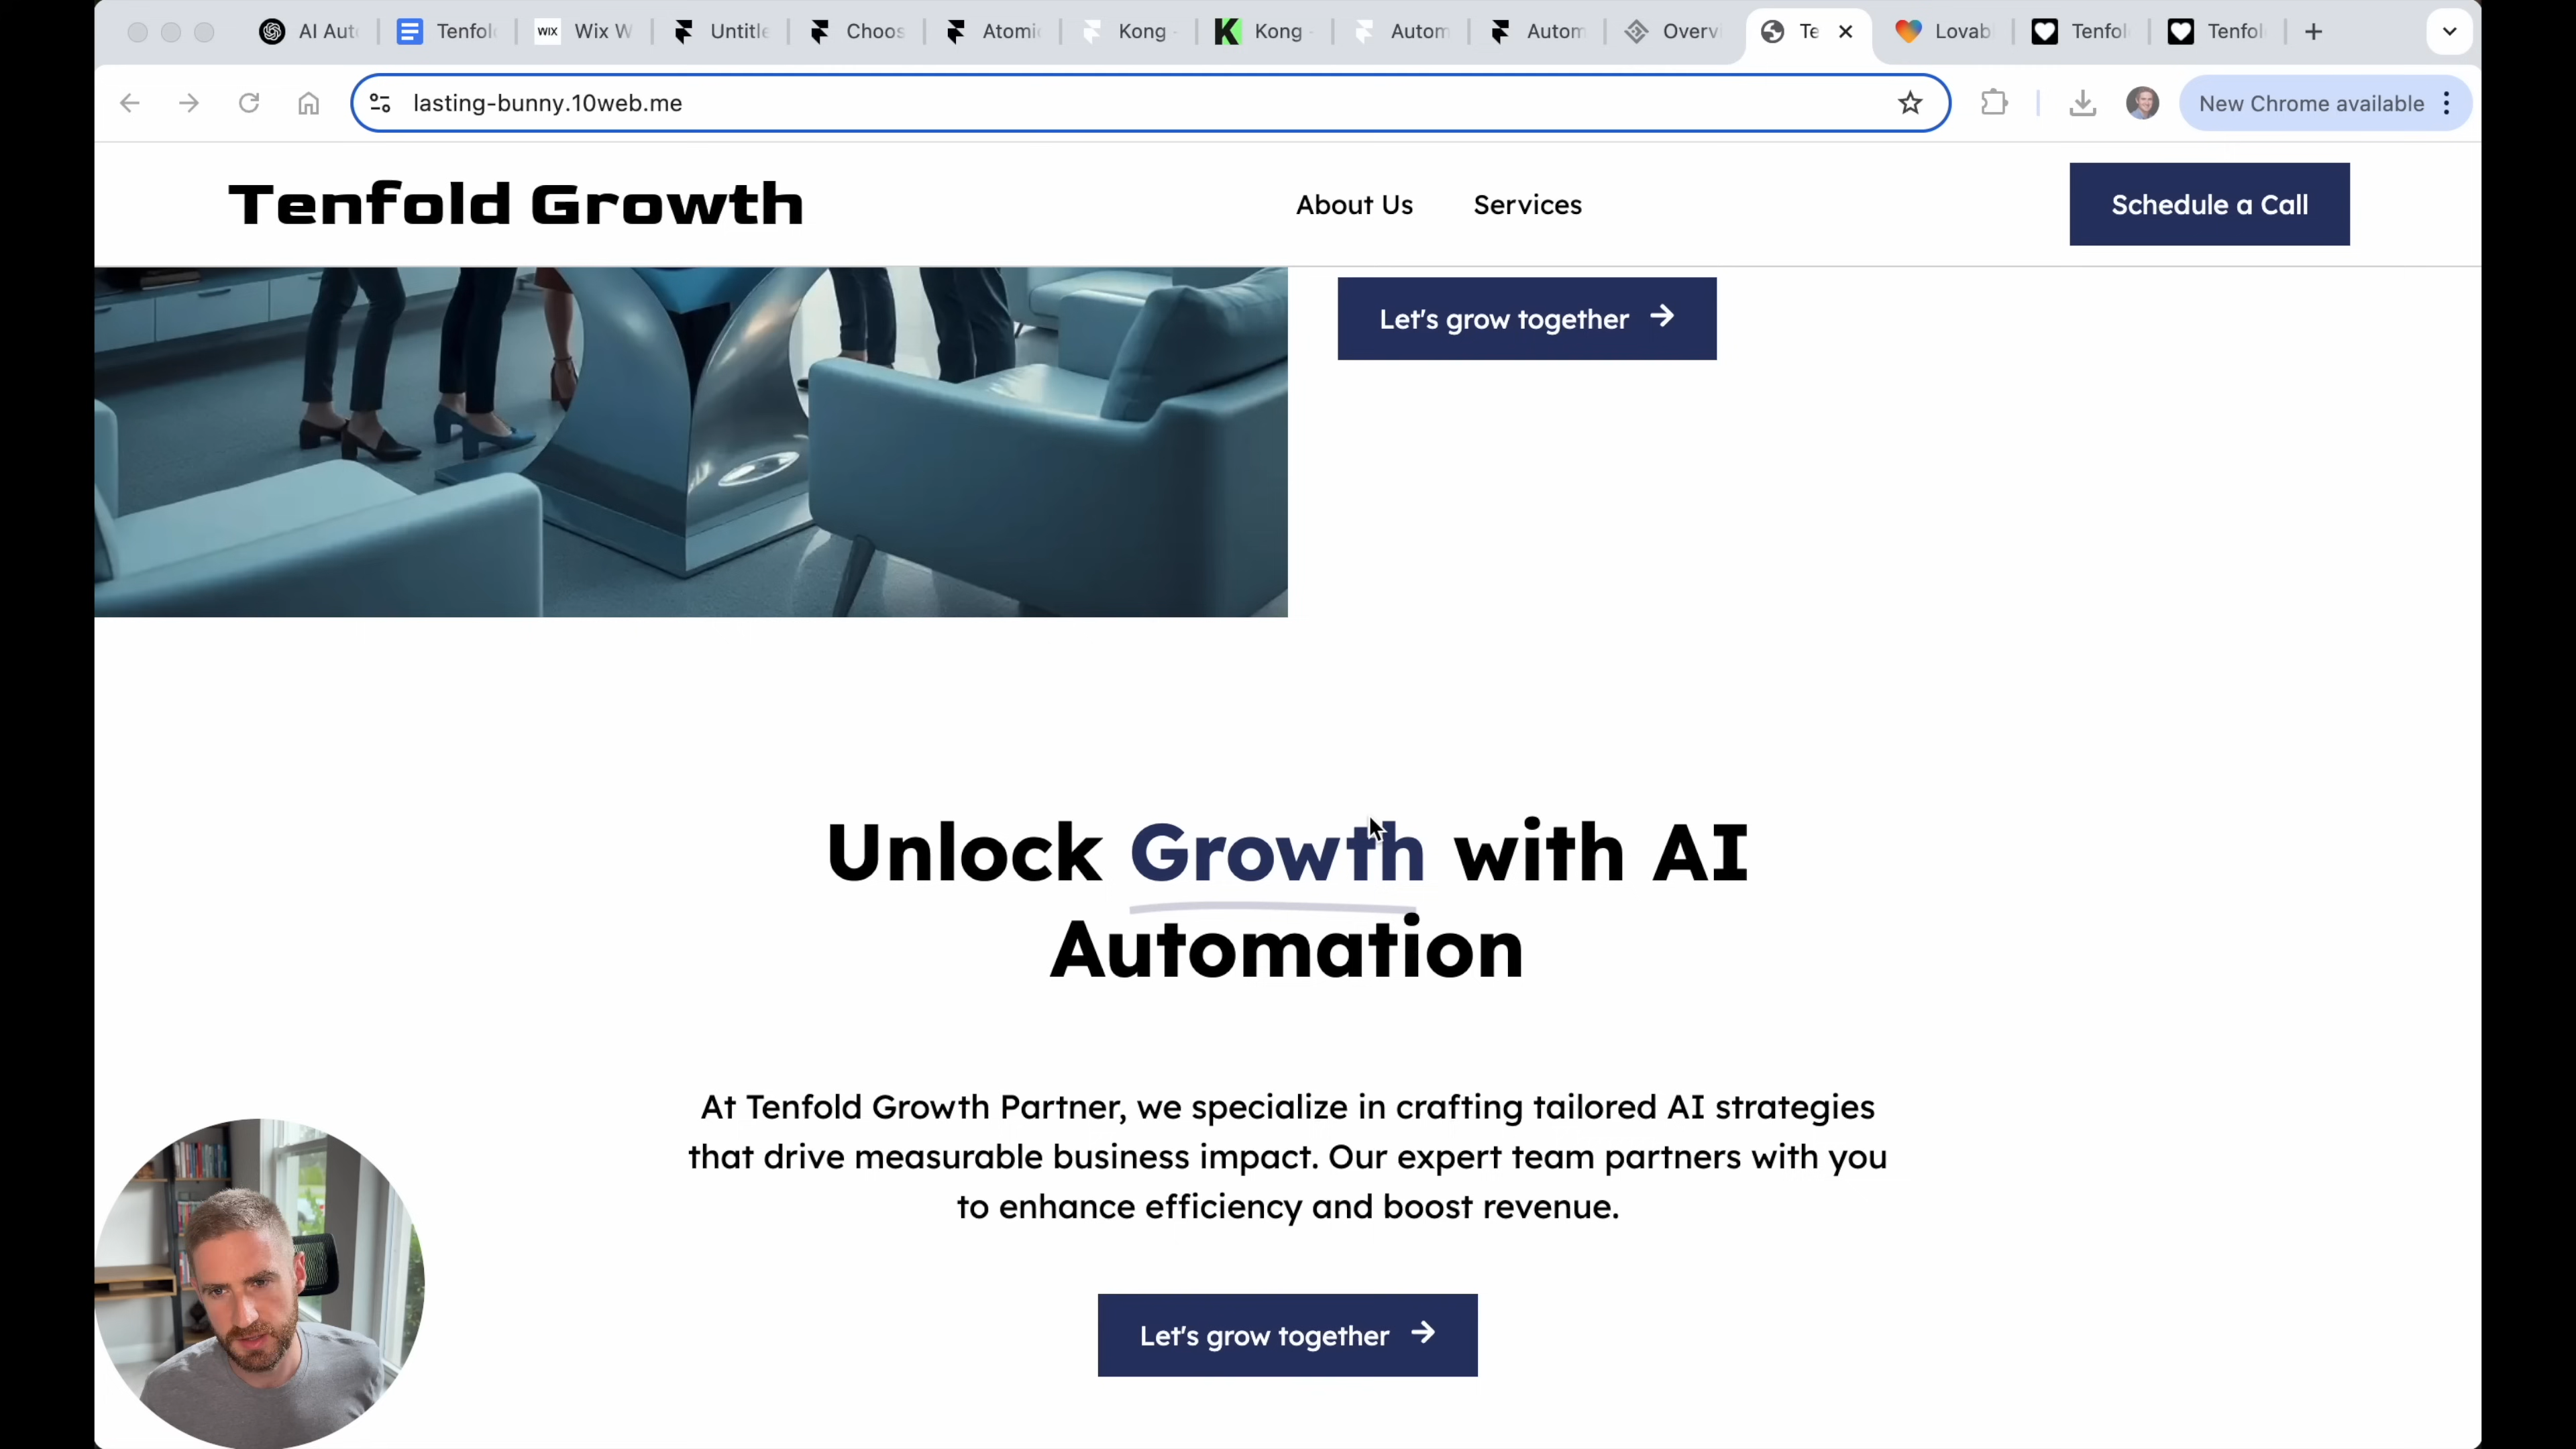 AI Aut
Tenfol
WIX
Wix W
Untitle
Choos
Atomi
Kong -
K
Kong -
Autom
Autom
Overvi
Te
Lovab
Tenfol
Tenfol
lasting-bunny.10web.me
New Chrome available
Tenfold Growth
About Us
Services
Schedule a Call
Let's grow together
Unlock Growth with AI
Automation
At Tenfold Growth Partner, we specialize in crafting tailored AI strategies
that drive measurable business impact. Our expert team partners with you
to enhance efficiency and boost revenue.
Let's grow together